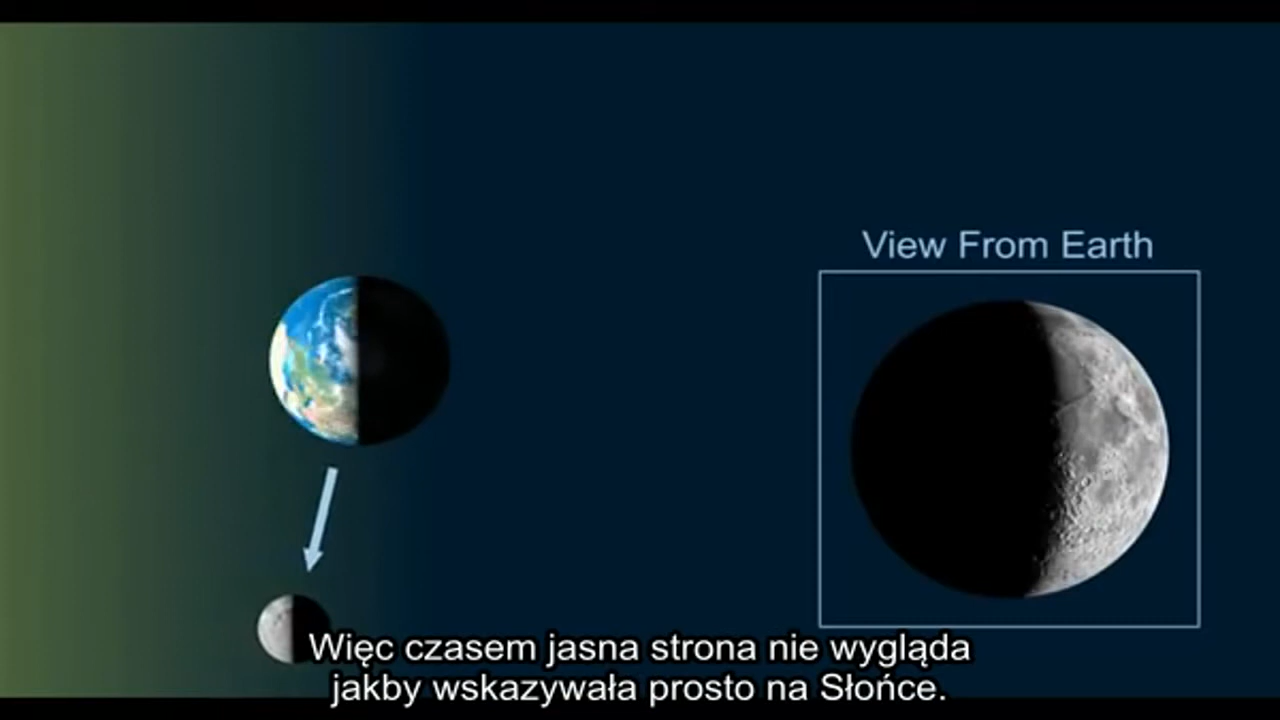 View From Earth
Więc czasem jasna strona nie wygląda
jakby wskazywała prosto na Słońce.